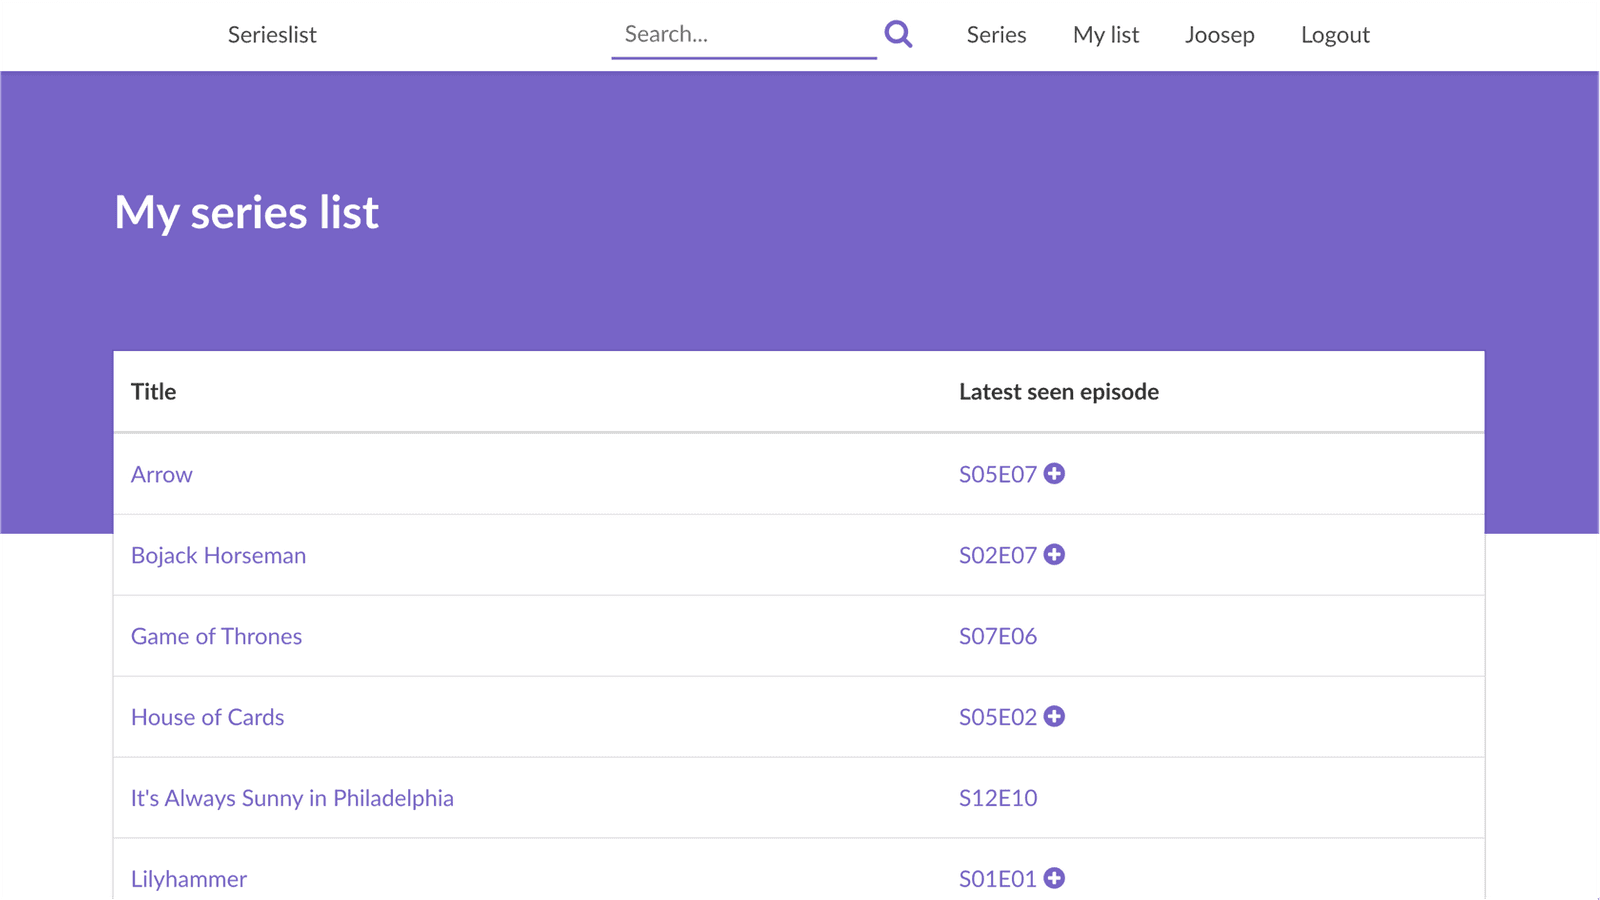 Serieslist Search... Series My list Joosep Logout
My series list
Title Latest seen episode
Arrow S05E07
Bojack Horseman S02E07
Game of Thrones S07E06
House of Cards S05E02
It's Always Sunny in Philadelphia S12E10
Lilyhammer S01E01